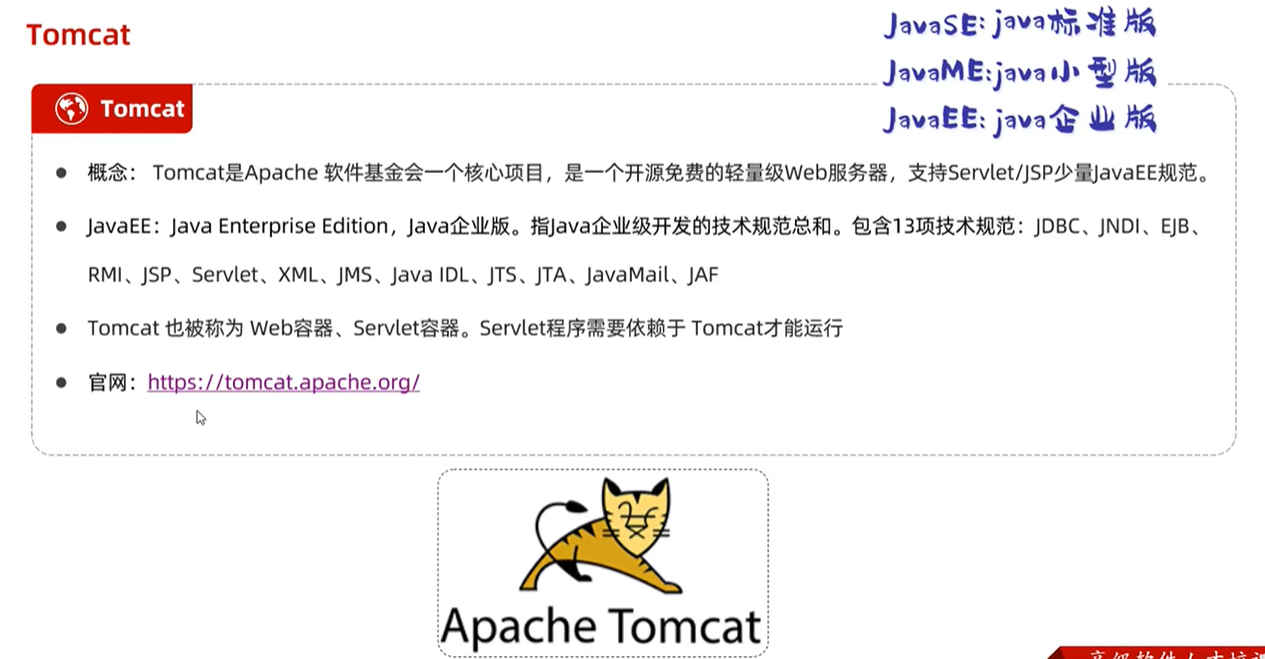 Tomcat
JavaSE: java标准版
JavaME:java小型版
JavaEE: java企业版
Tomcat
概念： Tomcat是Apache 软件基金会一个核心项目，是一个开源免费的轻量级Web服务器，支持Servlet/JSP少量JavaEE规范。
JavaEE：Java Enterprise Edition，Java企业版。指Java企业级开发的技术规范总和。包含13项技术规范：JDBC、JNDI、EJB、
RMI、JSP、Servlet、XML、JMS、Java IDL、JTS、JTA、JavaMail、JAF
Tomcat 也被称为 Web容器、Servlet容器。Servlet程序需要依赖于 Tomcat才能运行
官网：https://tomcat.apache.org/
Apache Tomcat